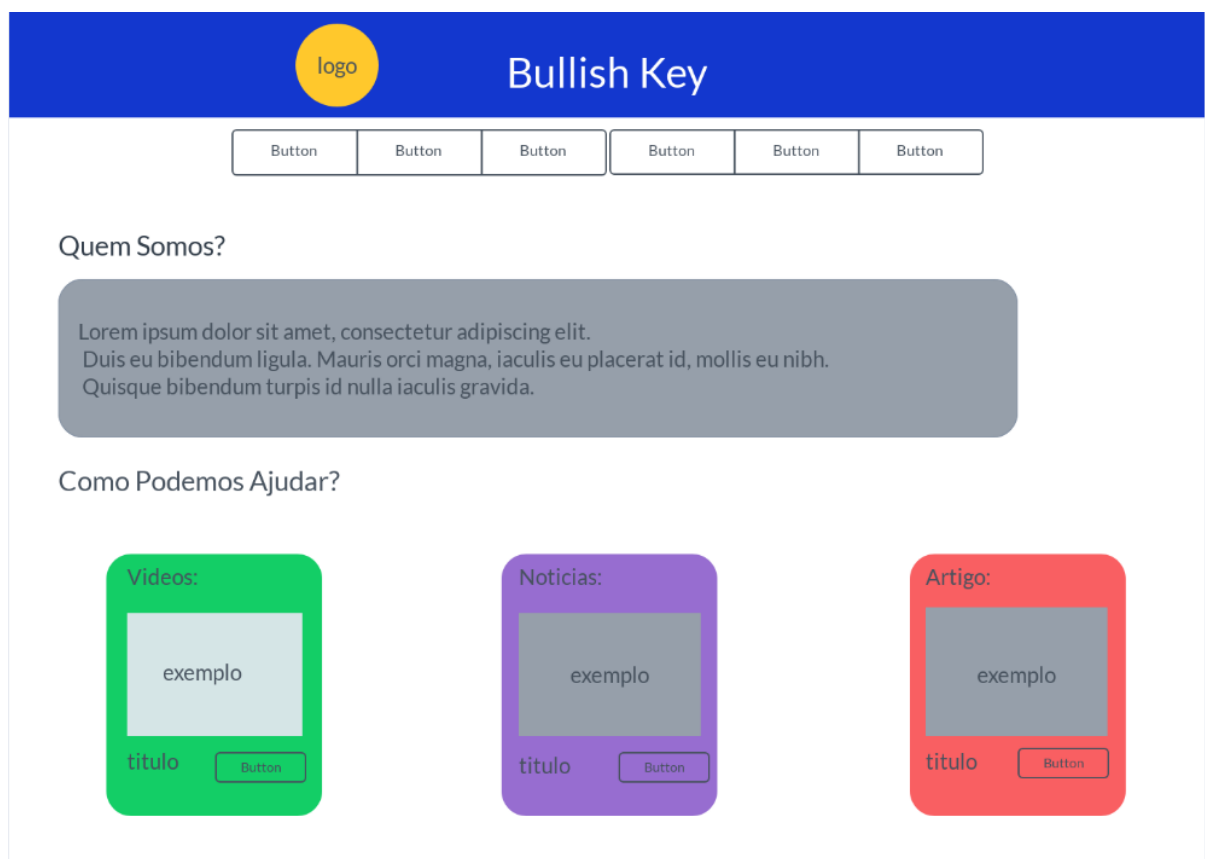 logo
Bullish Key
Button Button Button Button Button Button
Quem Somos?
Lorem ipsum dolor sit amet, consectetur adipiscing elit.
Duis eu bibendum ligula. Mauris orci magna, iaculis eu placerat id, mollis eu nibh.
Quisque bibendum turpis id nulla iaculis gravida.
Como Podemos Ajudar?
Videos:
exemplo
titulo Button
Noticias:
exemplo
titulo Button
Artigo:
exemplo
titulo Button